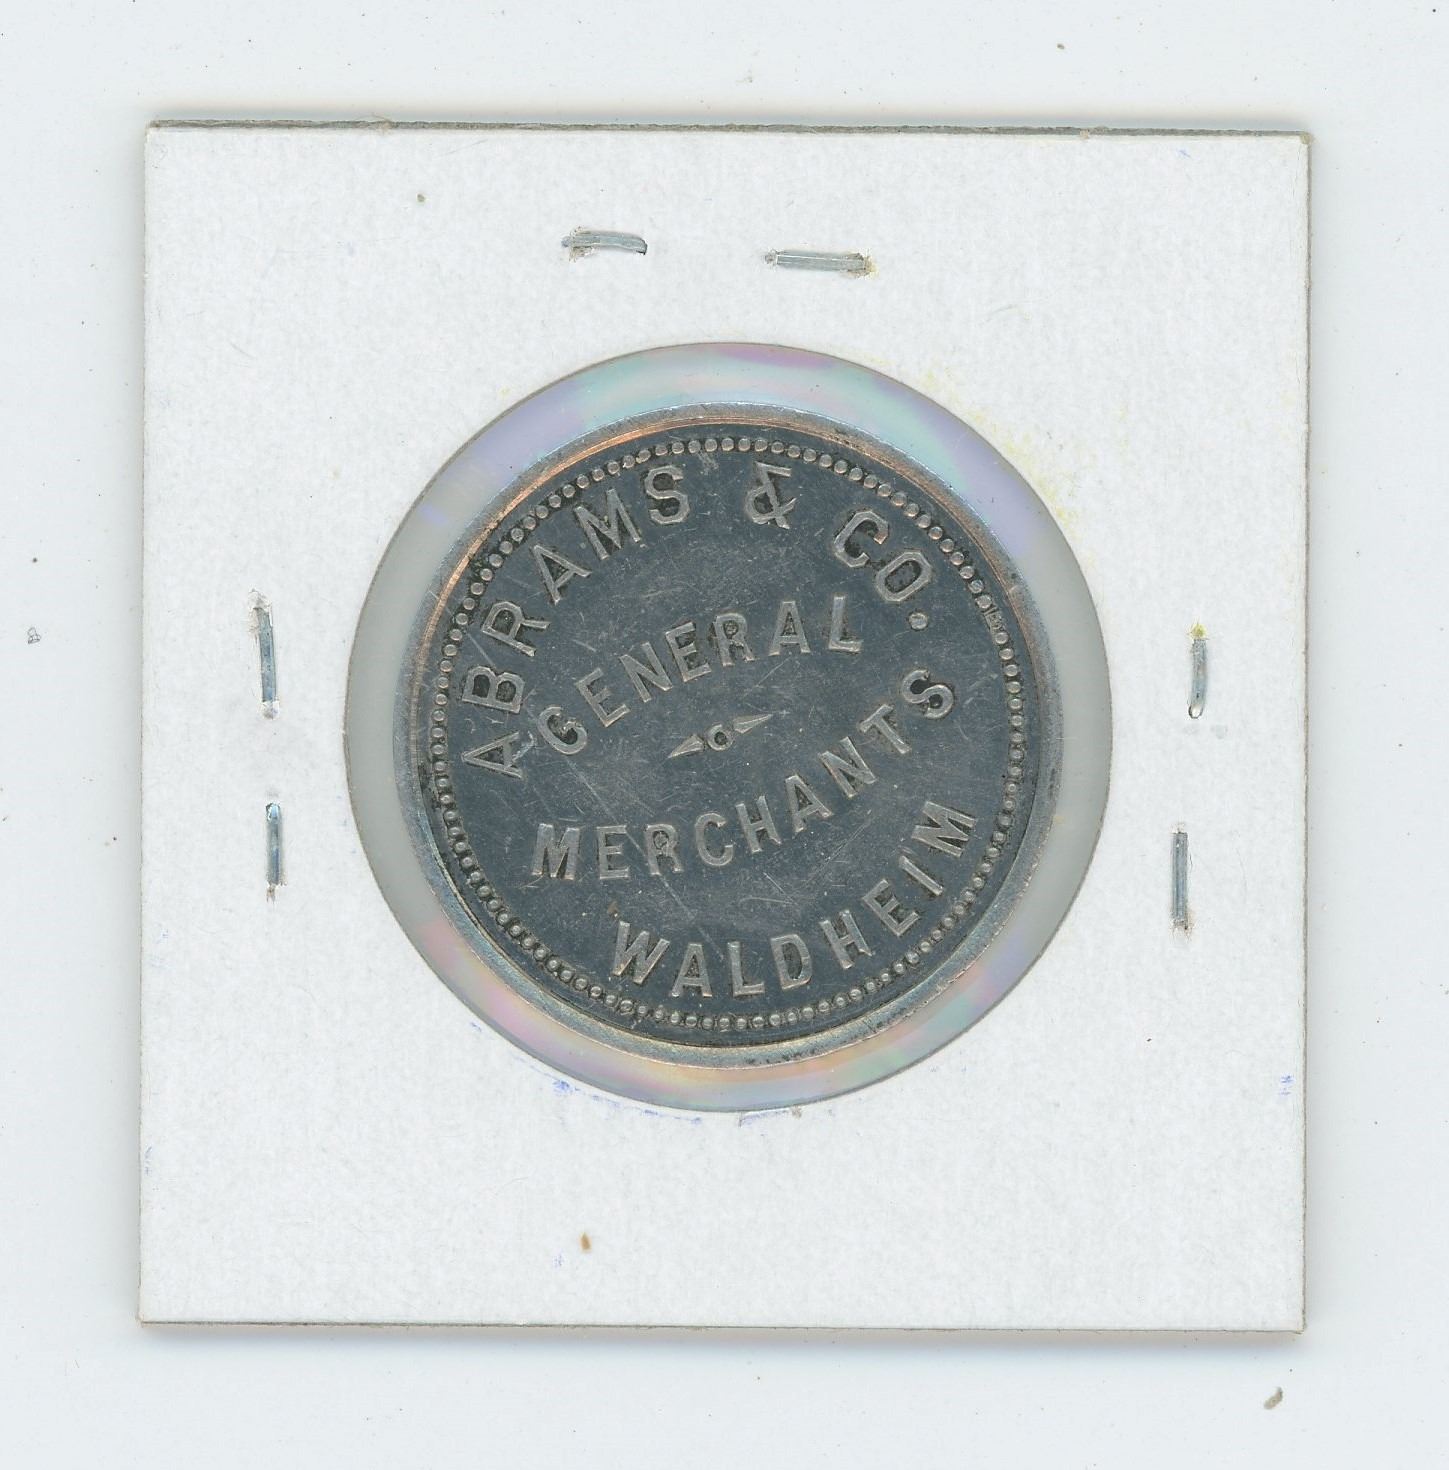 ABRAMS & CO.
GENERAL
MERCHANTS
WALDHEIM